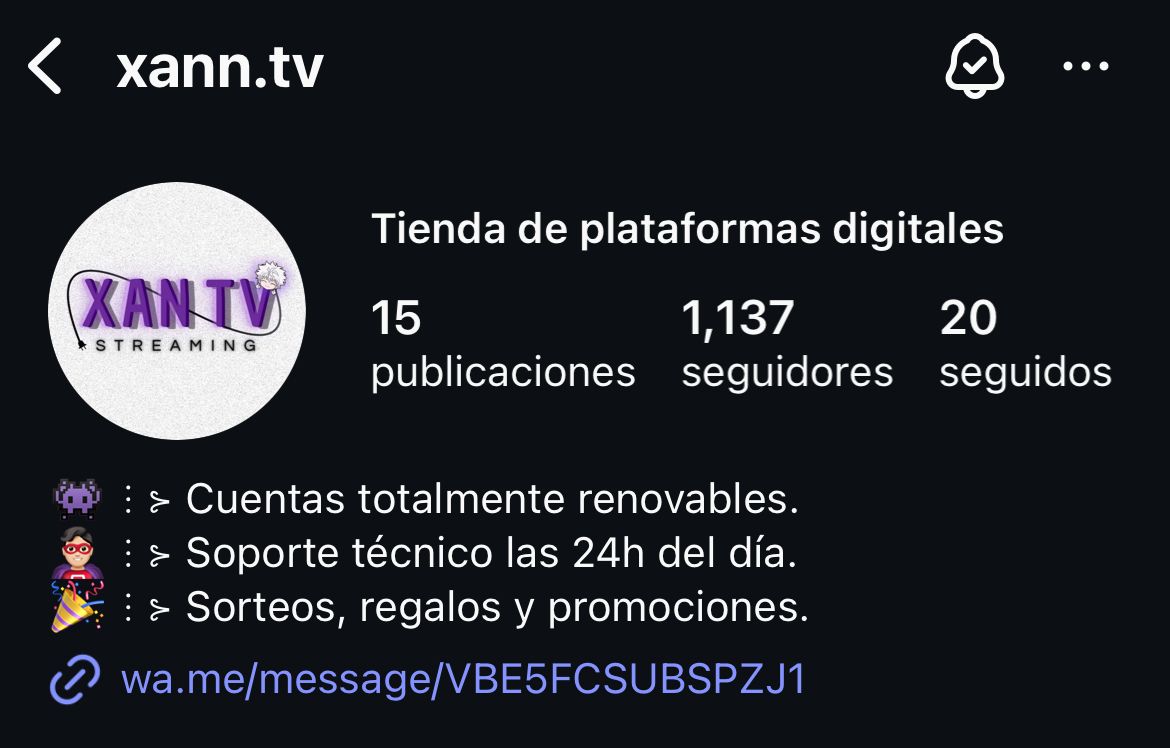 xann.tv
XAN TV
STREAMING
Tienda de plataformas digitales
15 1,137 20
publicaciones seguidores seguidos
👾 ⋮ ⊱ Cuentas totalmente renovables.
🦸🏻‍♂️ ⋮ ⊱ Soporte técnico las 24h del día.
🎉 ⋮ ⊱ Sorteos, regalos y promociones.
wa.me/message/VBE5FCSUBSPZJ1